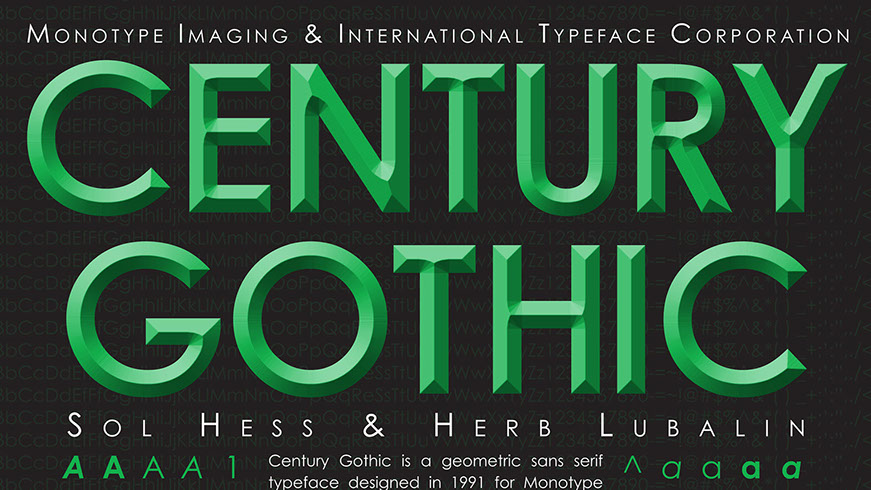 Monotype Imaging & International Typeface Corporation
CENTURY
GOTHIC
Sol Hess & Herb Lubalin
A A A A 1
Century Gothic is a geometric sans serif
typeface designed in 1991 for Monotype
^ a a a a